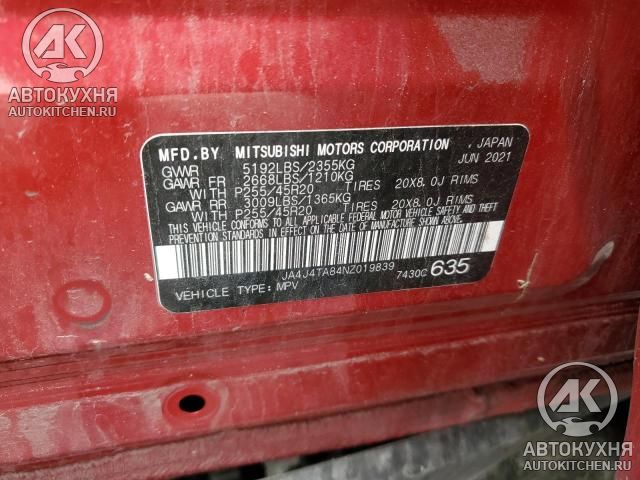 АК
АВТОКУХНЯ
AUTOKITCHEN.RU
MFD.BY MITSUBISHI MOTORS CORPORATION , JAPAN
GVWR 5192LBS/2355KG JUN 2021
GAWR FR 2668LBS/1210KG
WITH P255/45R20 TIRES 20X8.0J RIMS
GAWR RR 3009LBS/1365KG
WITH P255/45R20 TIRES 20X8.0J RIMS
THIS VEHICLE CONFORMS TO ALL APPLICABLE FEDERAL MOTOR VEHICLE SAFETY AND THEFT
PREVENTION STANDARDS IN EFFECT ON THE DATE OF MANUFACTURE SHOWN ABOVE.
JA4J4TA84NZ019839
VEHICLE TYPE: MPV 7430C 635
АК
АВТОКУХНЯ
AUTOKITCHEN.RU